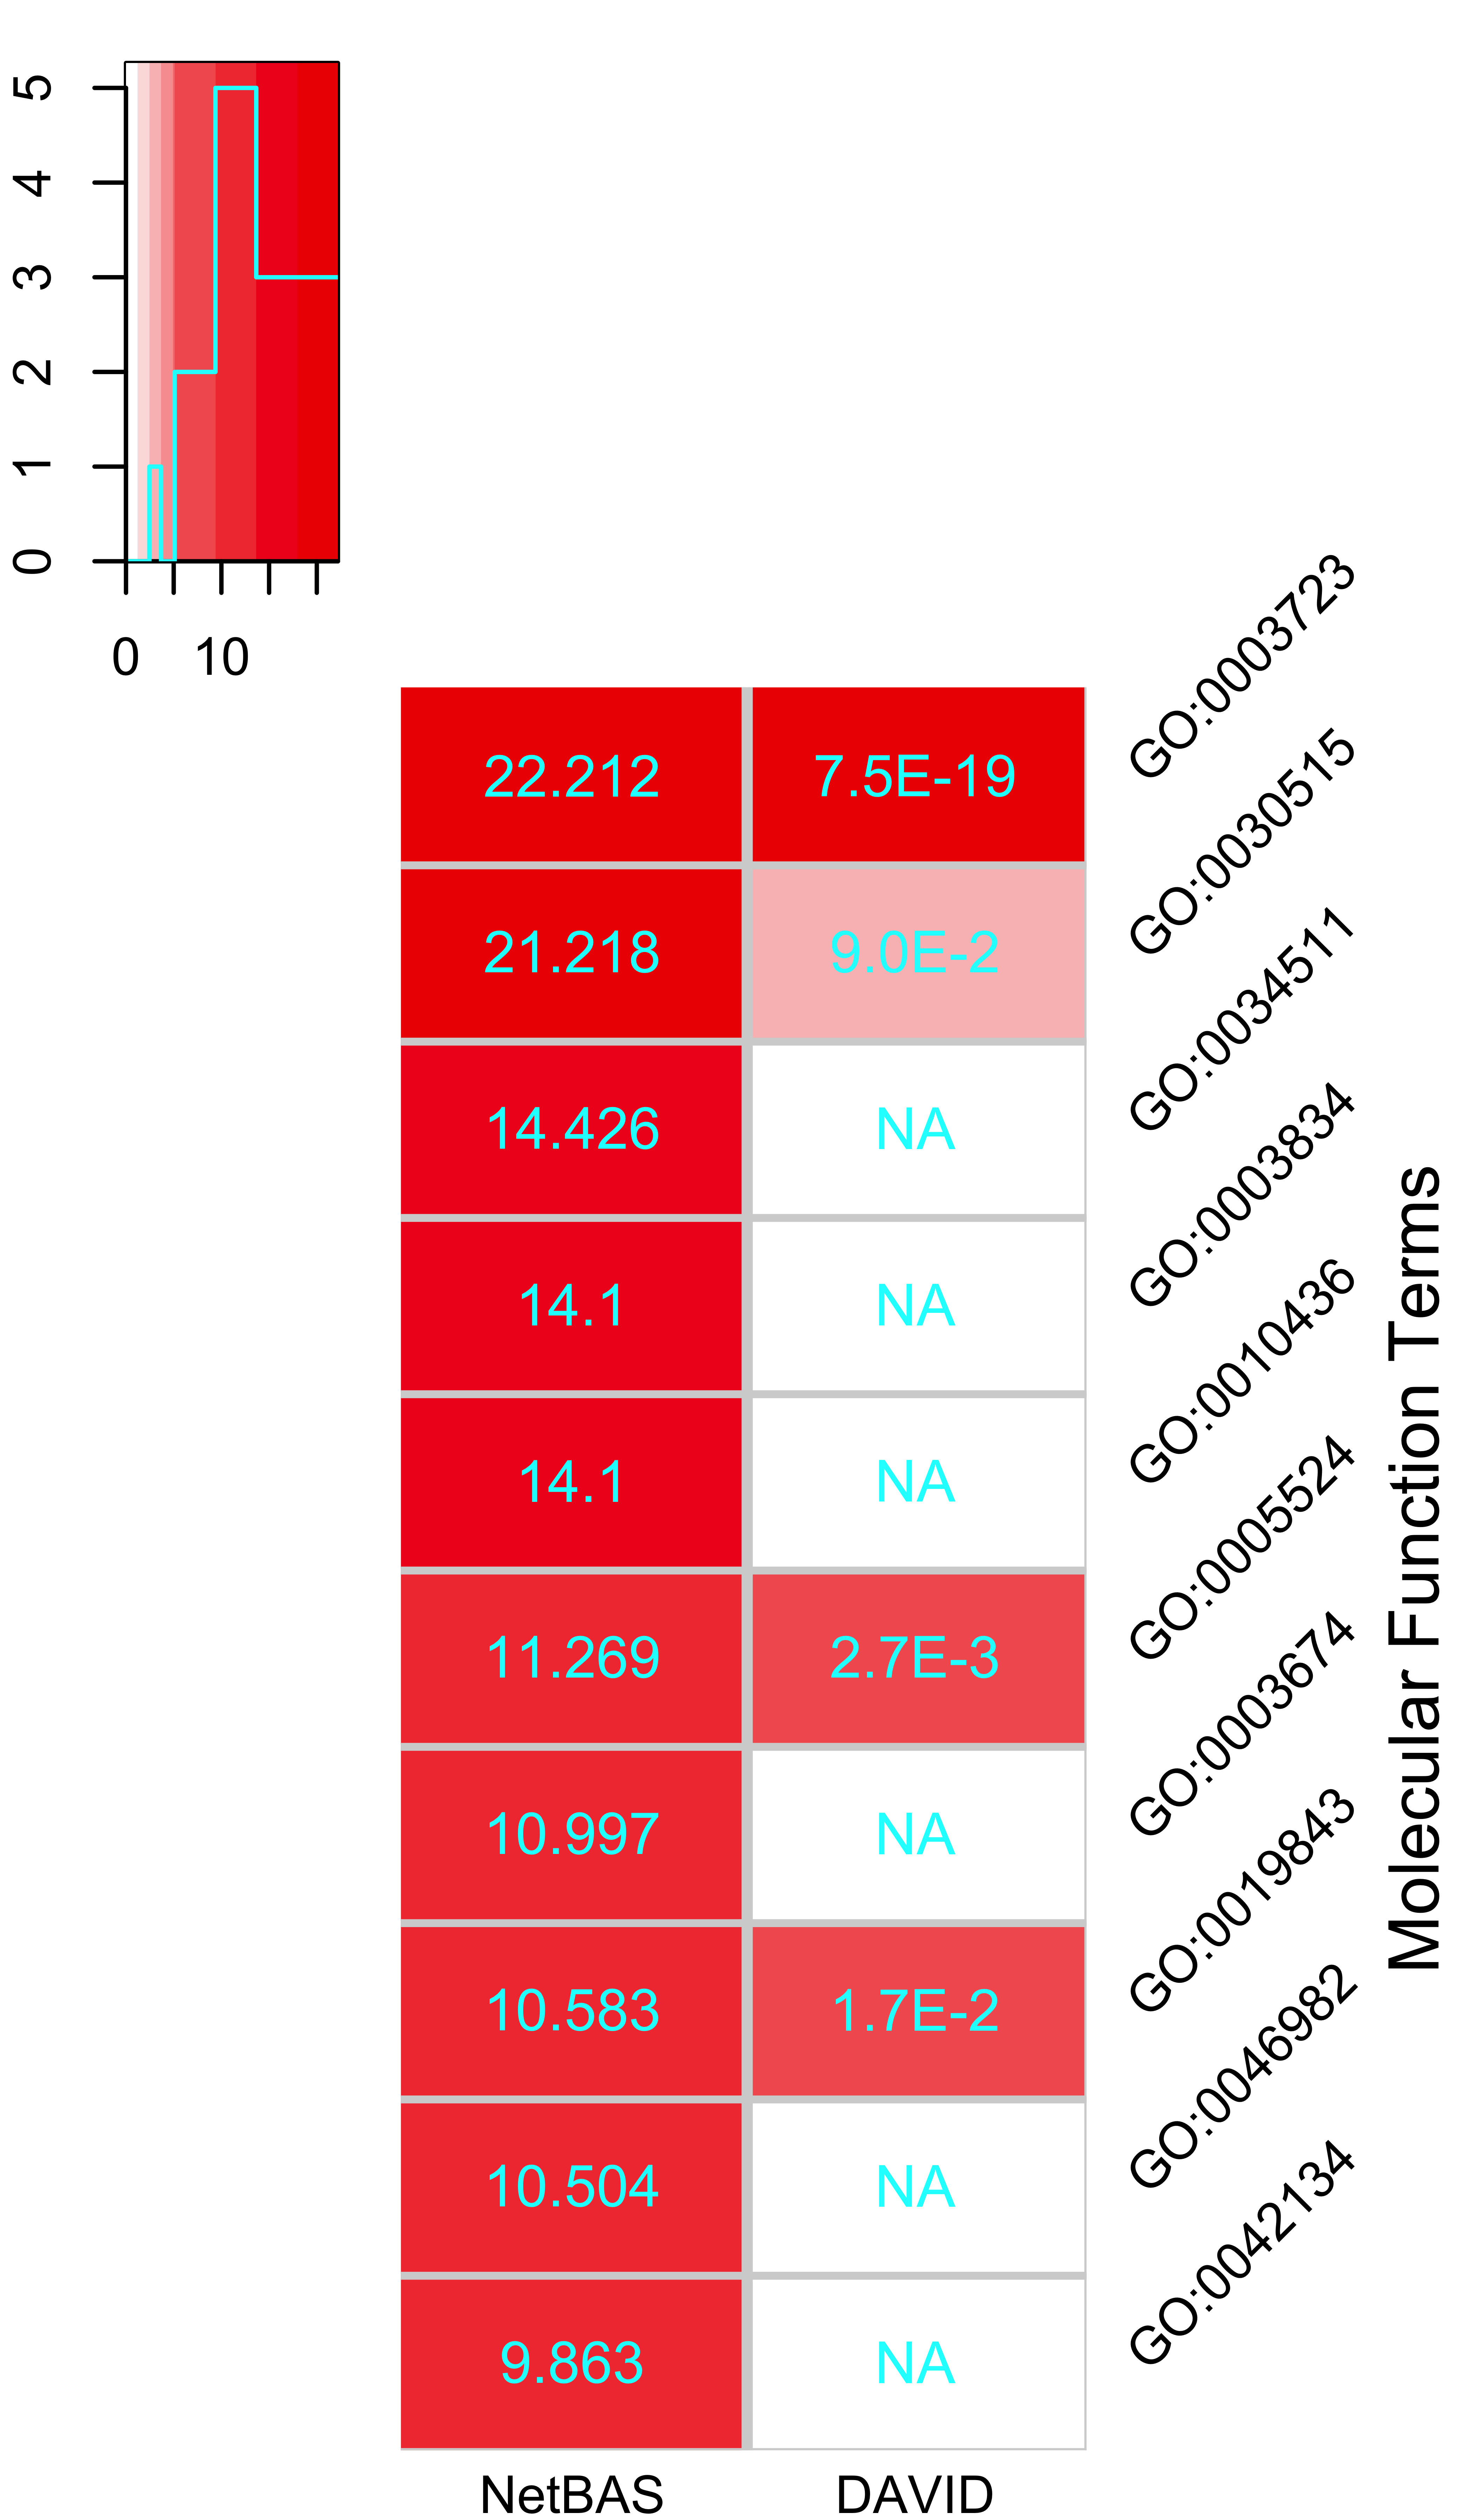 5
4
3
2
1
0
0 10
GO:0003723
22.212 7.5E-19
GO:0030515
21.218 9.0E-2
GO:0034511
14.426 NA
GO:0003834
14.1 NA
GO:0010436
14.1 NA
GO:0005524
11.269 2.7E-3
GO:0003674
10.997 NA
GO:0019843
10.583 1.7E-2
GO:0046982
10.504 NA
GO:0042134
9.863 NA
NetBAS DAVID
Molecular Function Terms